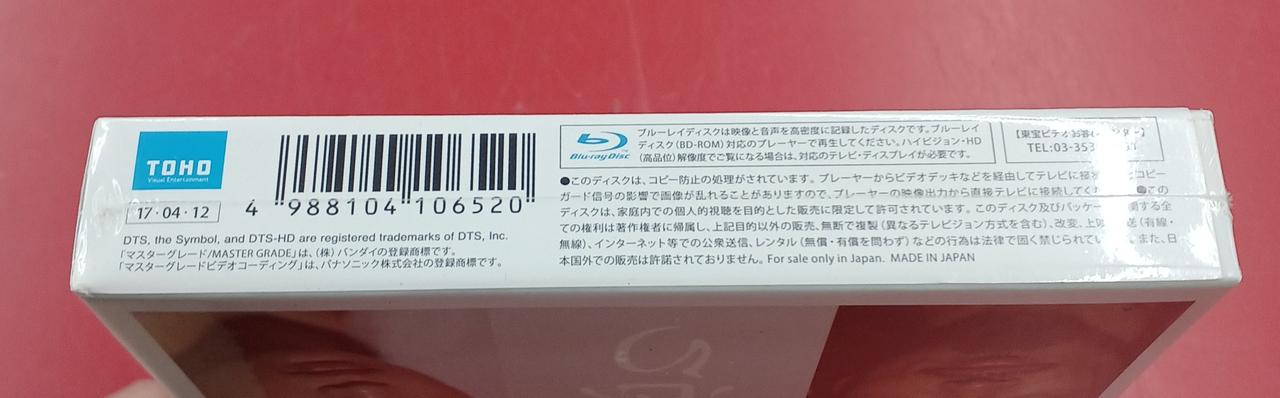 TOHO
Visual Entertainment
17・04・12
4 988104 106520
DTS, the Symbol, and DTS-HD are registered trademarks of DTS, Inc.
「マスターグレード/MASTER GRADE」は、(株)バンダイの登録商標です。
「マスターグレードビデオコーディング」は、パナソニック株式会社の登録商標です。
Blu-ray Disc
ブルーレイディスクは映像と音声を高密度に記録したディスクです。ブルーレイ
ディスク(BD-ROM)対応のプレーヤーで再生してください。ハイビジョン・HD
(高品位)解像度でご覧になる場合は、対応のテレビ・ディスプレイが必要です。
【東宝ビデオお客
TEL:03-353
●このディスクは、コピー防止の処理がされています。プレーヤーからビデオデッキなどを経由してテレビに接 コピー
ガード信号の影響で画像が乱れることがありますので、プレーヤーの映像出力から直接テレビに接続してく ●この
ディスクは、家庭内での個人的視聴を目的とした販売に限定して許可されています。このディスク及びパッケー 関する全
ての権利は著作権者に帰属し、上記目的以外の販売、無断で複製(異なるテレビジョン方式を含む)、改変、上映 送(有線・
無線)、インターネット等での公衆送信、レンタル(無償・有償を問わず)などの行為は法律で固く禁じられてい また、日
本国外での販売は許諾されておりません。For sale only in Japan. MADE IN JAPAN